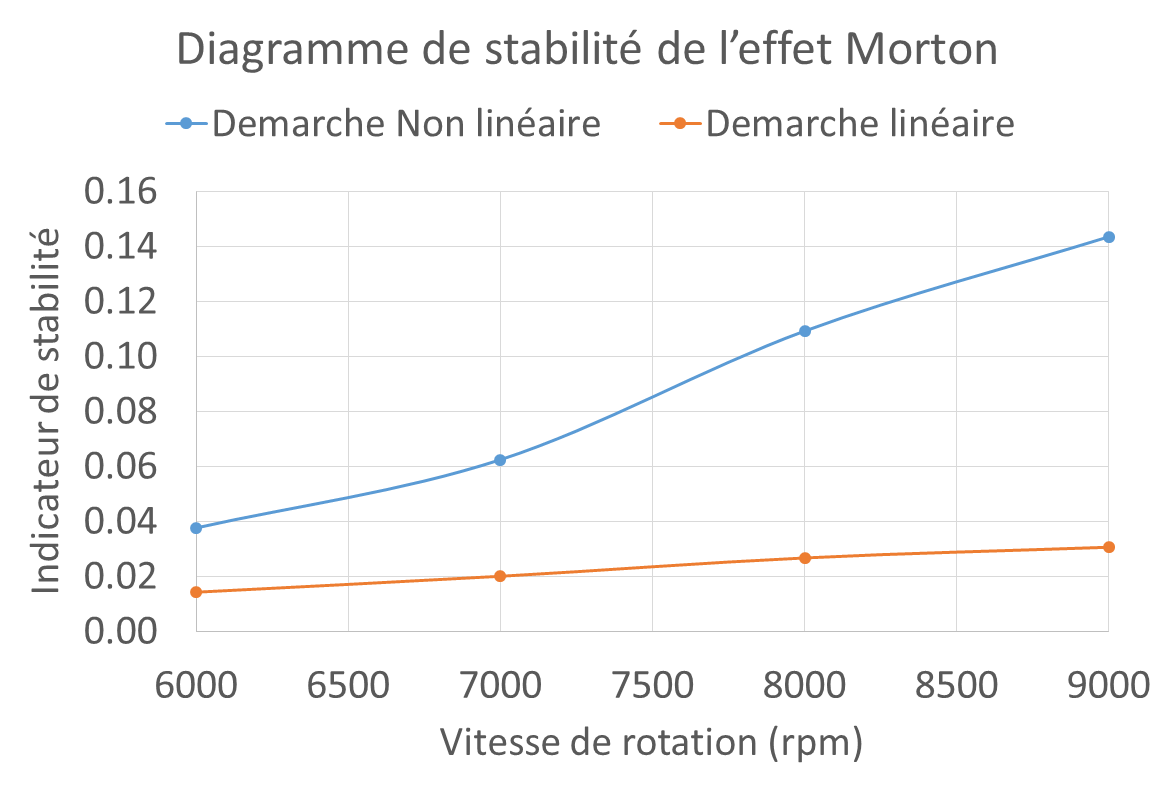 Diagramme de stabilité de l’effet Morton
Demarche Non linéaire
Demarche linéaire
Indicateur de stabilité
0.16
0.14
0.12
0.10
0.08
0.06
0.04
0.02
0.00
6000 6500 7000 7500 8000 8500 9000
Vitesse de rotation (rpm)